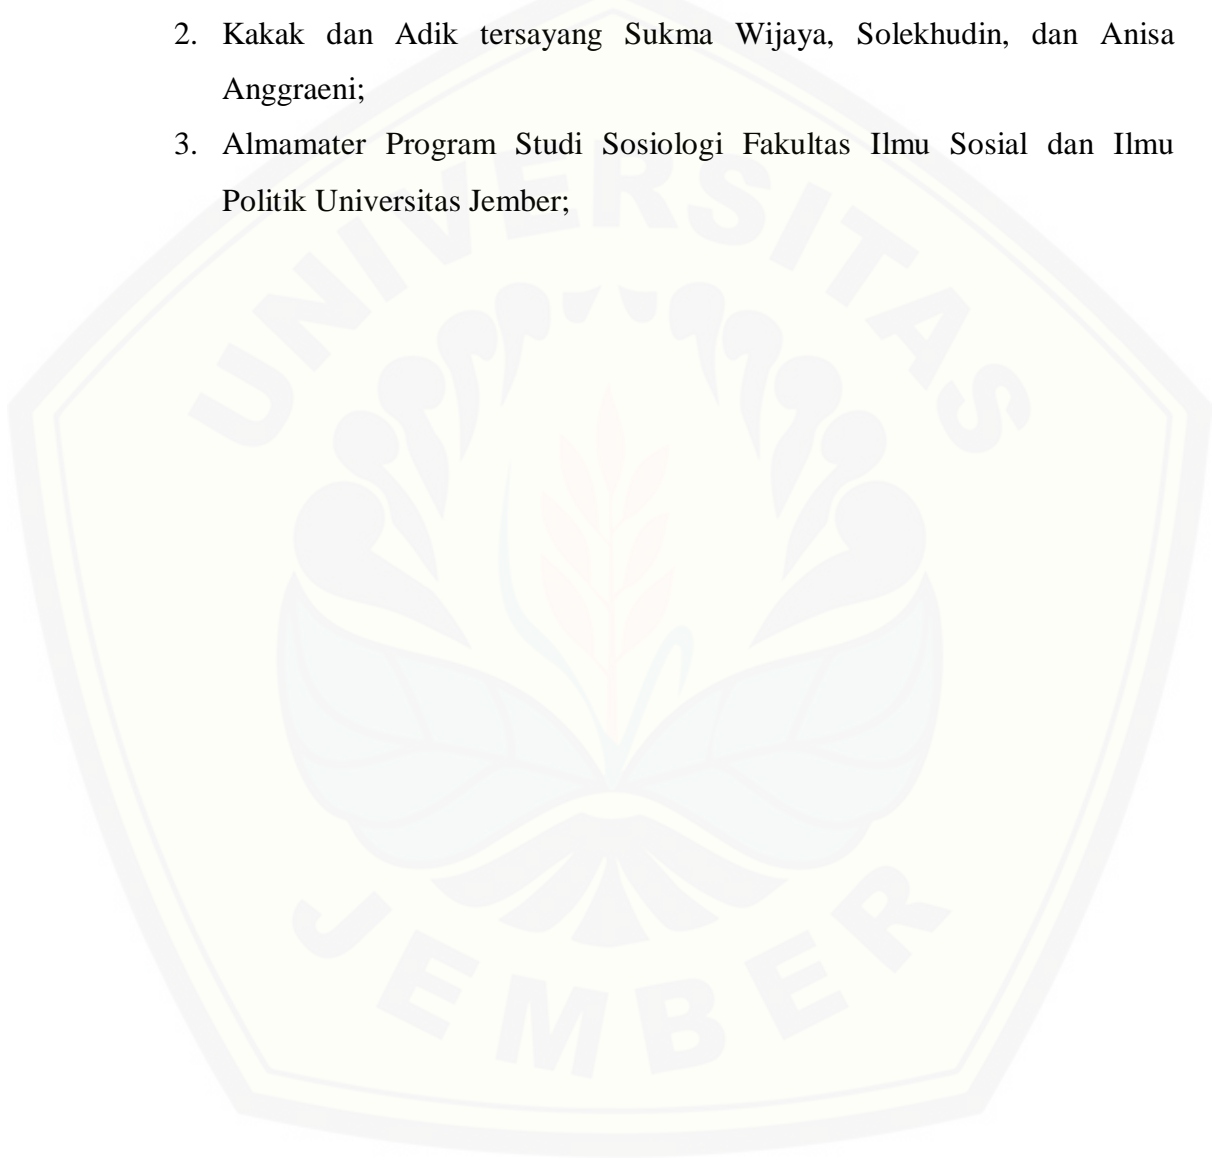 2. Kakak dan Adik tersayang Sukma Wijaya, Solekhudin, dan Anisa
Anggraeni;
3. Almamater Program Studi Sosiologi Fakultas Ilmu Sosial dan Ilmu
Politik Universitas Jember;
UNIVERSITAS
JEMBER